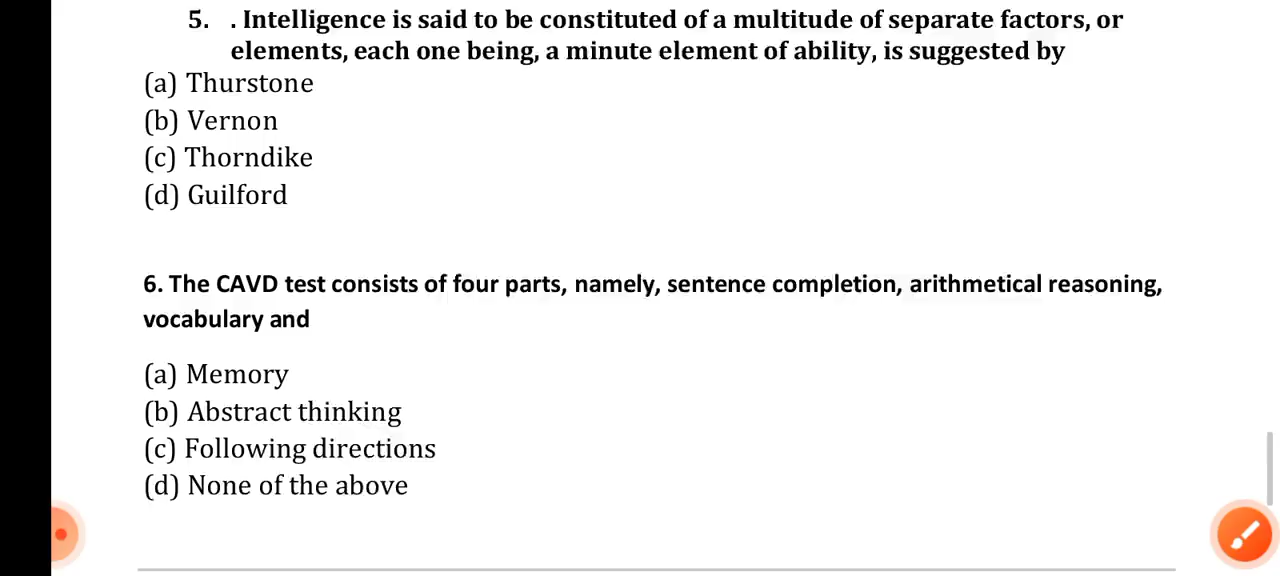 5. . Intelligence is said to be constituted of a multitude of separate factors, or
elements, each one being, a minute element of ability, is suggested by
(a) Thurstone
(b) Vernon
(c) Thorndike
(d) Guilford
6. The CAVD test consists of four parts, namely, sentence completion, arithmetical reasoning,
vocabulary and
(a) Memory
(b) Abstract thinking
(c) Following directions
(d) None of the above